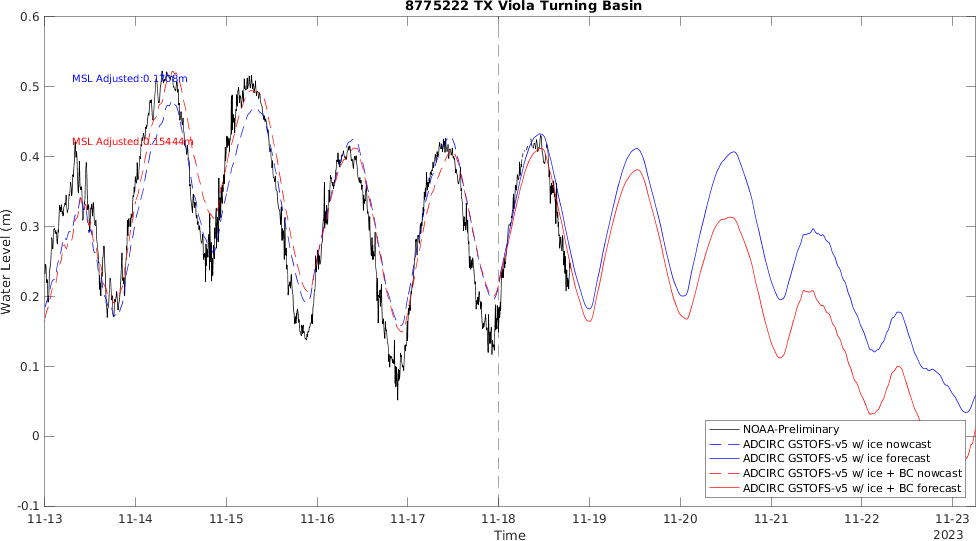 8775222 TX Viola Turning Basin
0.6
0.5
0.4
0.3
0.2
0.1
0
-0.1
Water Level (m)
MSL Adjusted:0.1708m
MSL Adjusted:0.15444m
NOAA-Preliminary
ADCIRC GSTOFS-v5 w/ ice nowcast
ADCIRC GSTOFS-v5 w/ ice forecast
ADCIRC GSTOFS-v5 w/ ice + BC nowcast
ADCIRC GSTOFS-v5 w/ ice + BC forecast
11-13 11-14 11-15 11-16 11-17 11-18 11-19 11-20 11-21 11-22 11-23
Time
2023